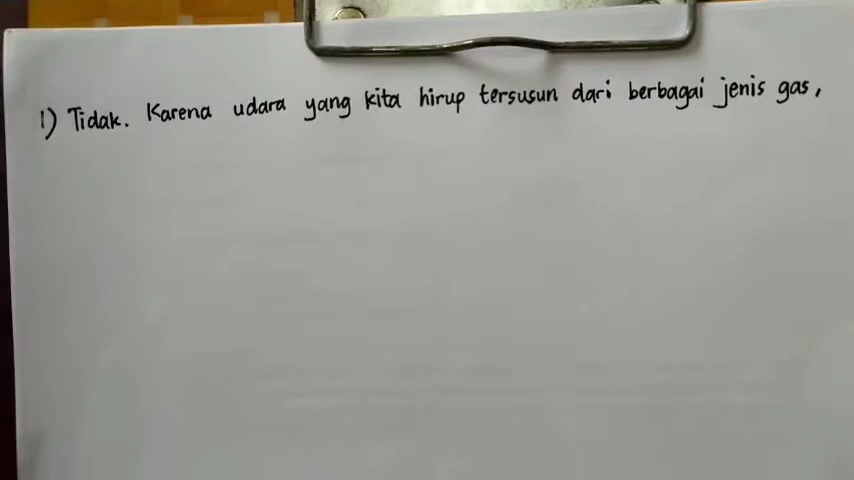 1) Tidak. Karena udara yang kita hirup tersusun dari berbagai jenis gas,